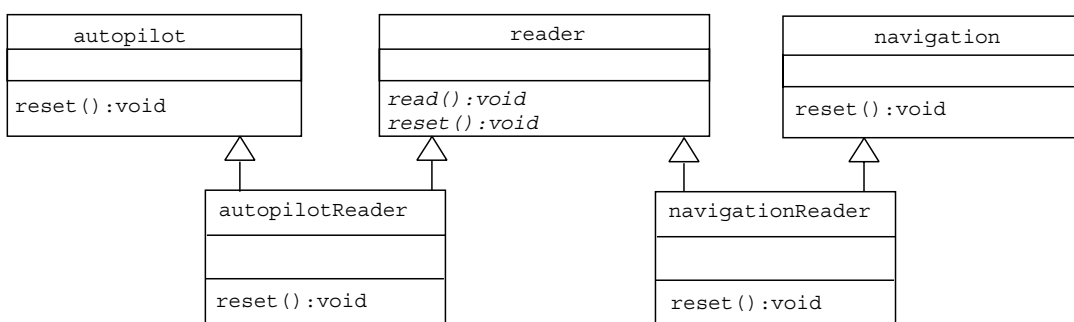 autopilot
reset():void
reader
read():void
reset():void
navigation
reset():void
autopilotReader
reset():void
navigationReader
reset():void